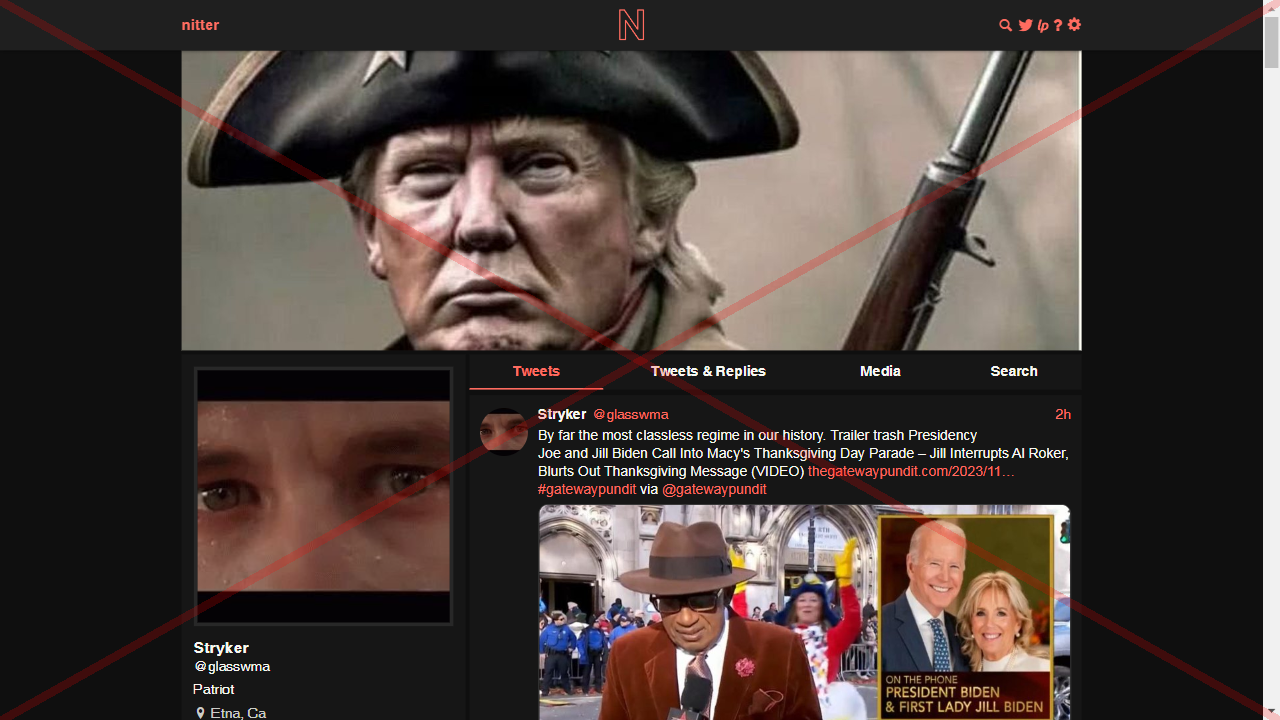 nitter
N
lp ?
Tweets
Tweets & Replies
Media
Search
Stryker @glasswma
2h
By far the most classless regime in our history. Trailer trash Presidency
Joe and Jill Biden Call Into Macy's Thanksgiving Day Parade – Jill Interrupts Al Roker,
Blurts Out Thanksgiving Message (VIDEO) thegatewaypundit.com/2023/11…
#gatewaypundit via @gatewaypundit
ON THE PHONE
PRESIDENT BIDEN
& FIRST LADY JILL BIDEN
Stryker
@glasswma
Patriot
Etna, Ca